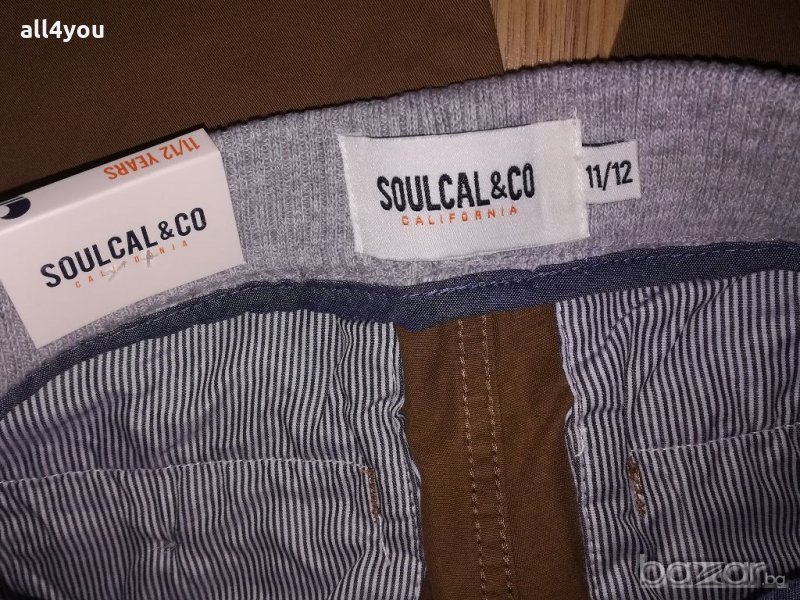 all4you
11/12 YEARS
SOULCAL&CO
CALIFORNIA
SOULCAL&CO
CALIFORNIA
11/12
bazar.bg